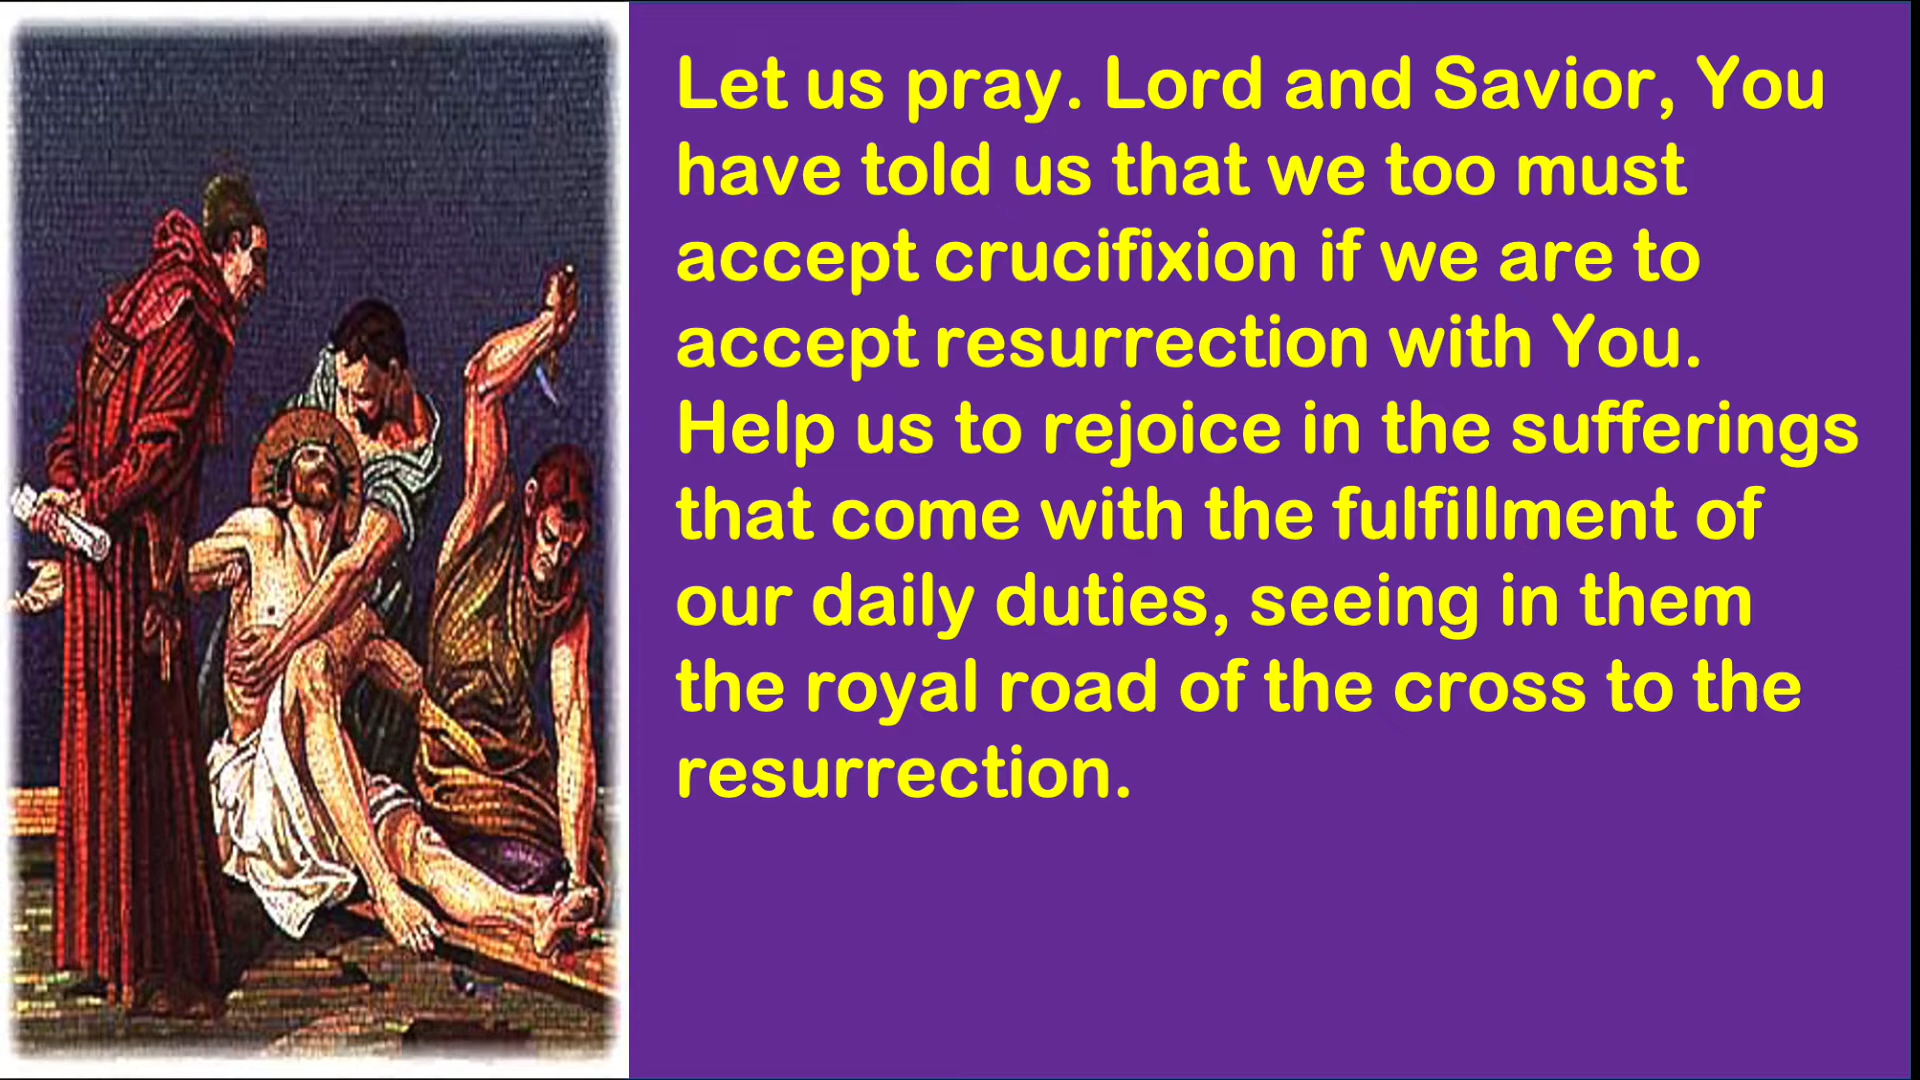 Let us pray. Lord and Savior, You
have told us that we too must
accept crucifixion if we are to
accept resurrection with You.
Help us to rejoice in the sufferings
that come with the fulfillment of
our daily duties, seeing in them
the royal road of the cross to the
resurrection.